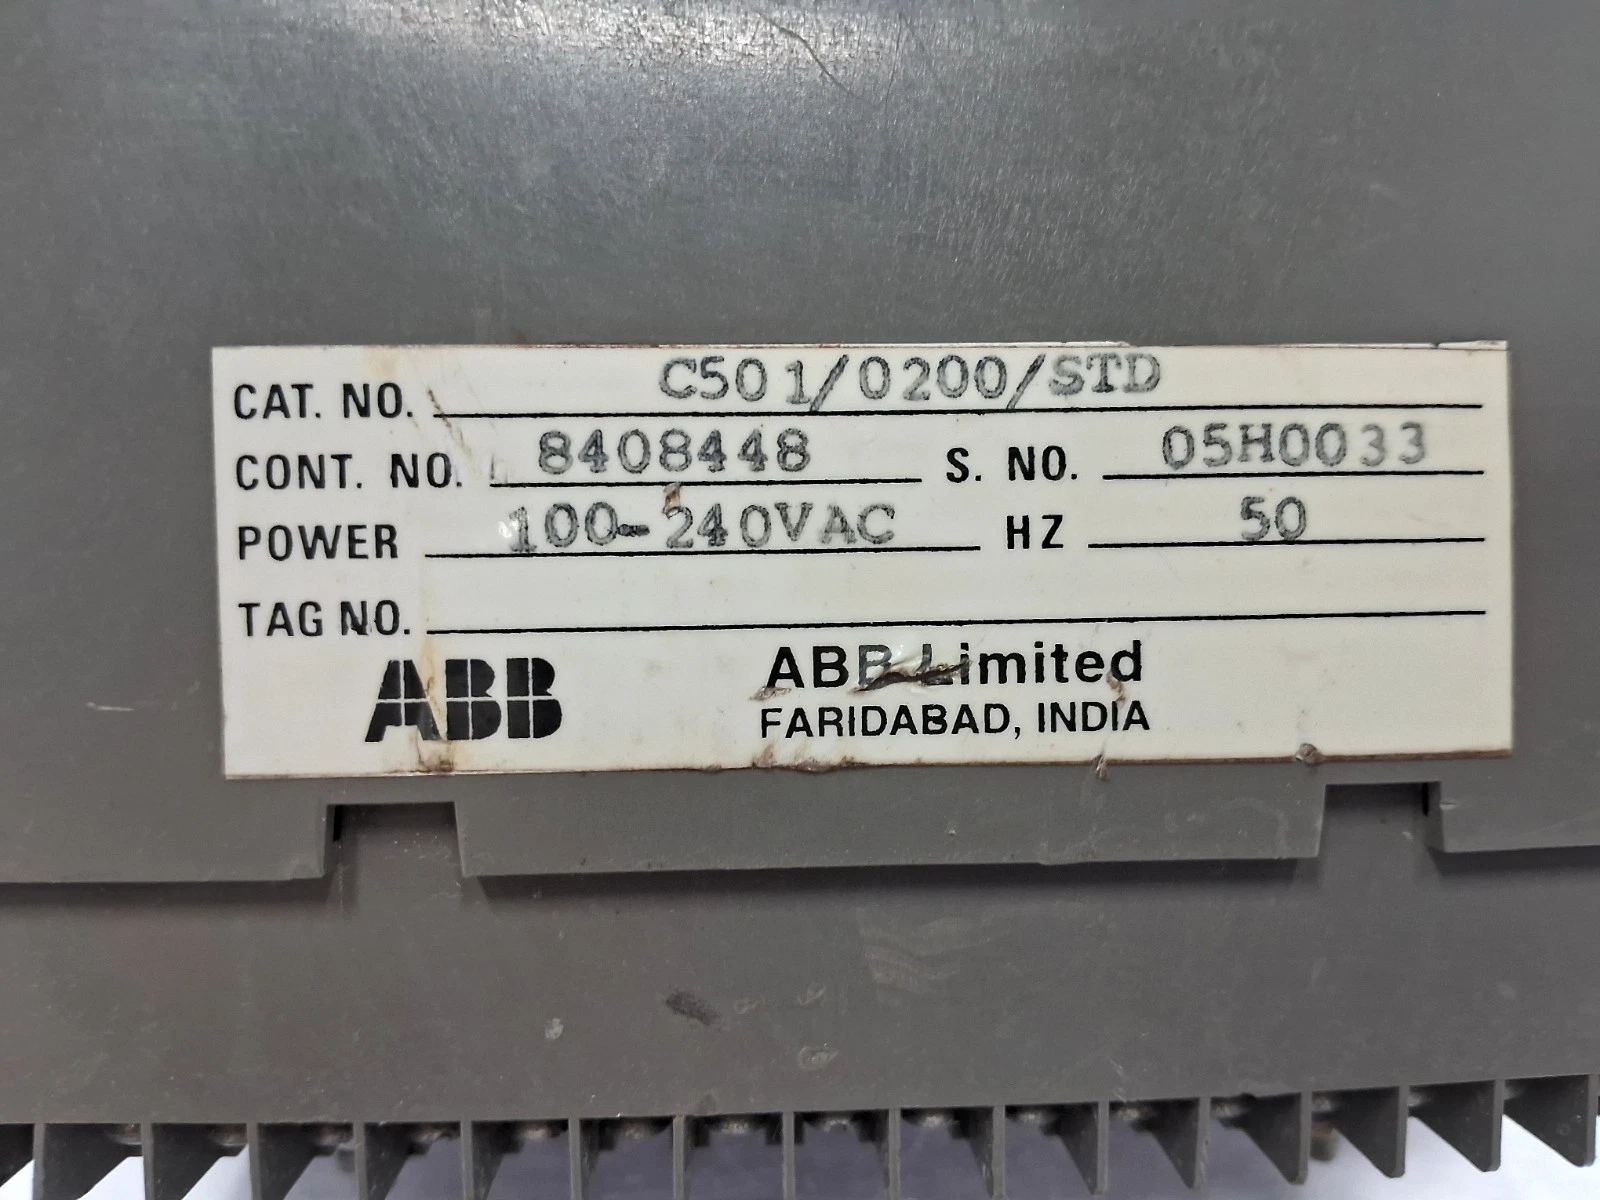 CAT. NO. C501/0200/STD
CONT. NO. 8408448 S. NO. 05H0033
POWER 100-240VAC HZ 50
TAG NO.
ABB ABB Limited
FARIDABAD, INDIA